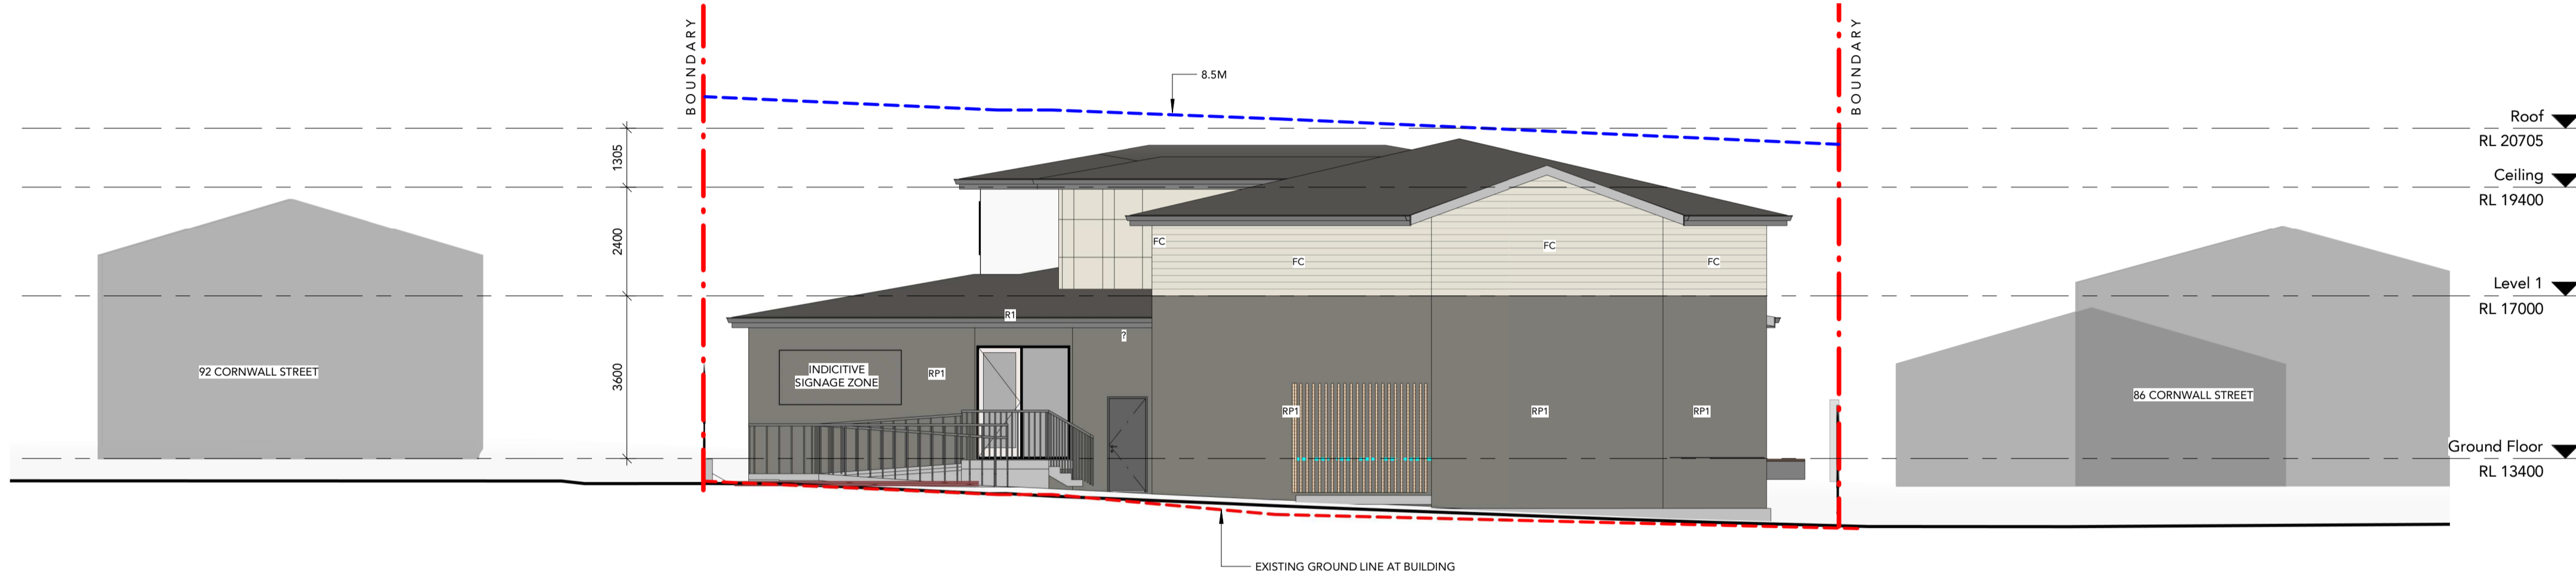 BOUNDARY
BOUNDARY
8.5M
Roof
RL 20705
1305
Ceiling
RL 19400
2400
FC
FC
FC
FC
Level 1
RL 17000
R1
?
3600
92 CORNWALL STREET
INDICITIVE
SIGNAGE ZONE
RP1
RP1
RP1
RP1
86 CORNWALL STREET
Ground Floor
RL 13400
EXISTING GROUND LINE AT BUILDING